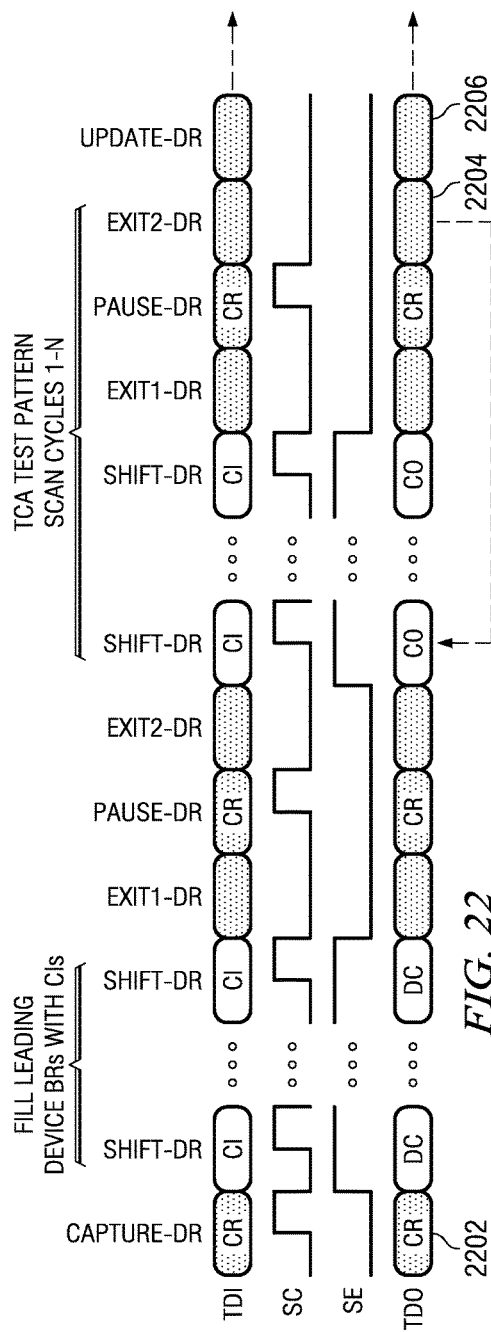 FILL LEADING
DEVICE BRs WITH CIs
TCA TEST PATTERN
SCAN CYCLES 1-N
CAPTURE-DR
SHIFT-DR
SHIFT-DR
EXIT1-DR
PAUSE-DR
EXIT2-DR
SHIFT-DR
SHIFT-DR
EXIT1-DR
PAUSE-DR
EXIT2-DR
UPDATE-DR
TDI CR CI CI CR CI CI CR
SC
SE
TDO CR DC DC CR CO CO CR
2202
2204
2206
FIG. 22